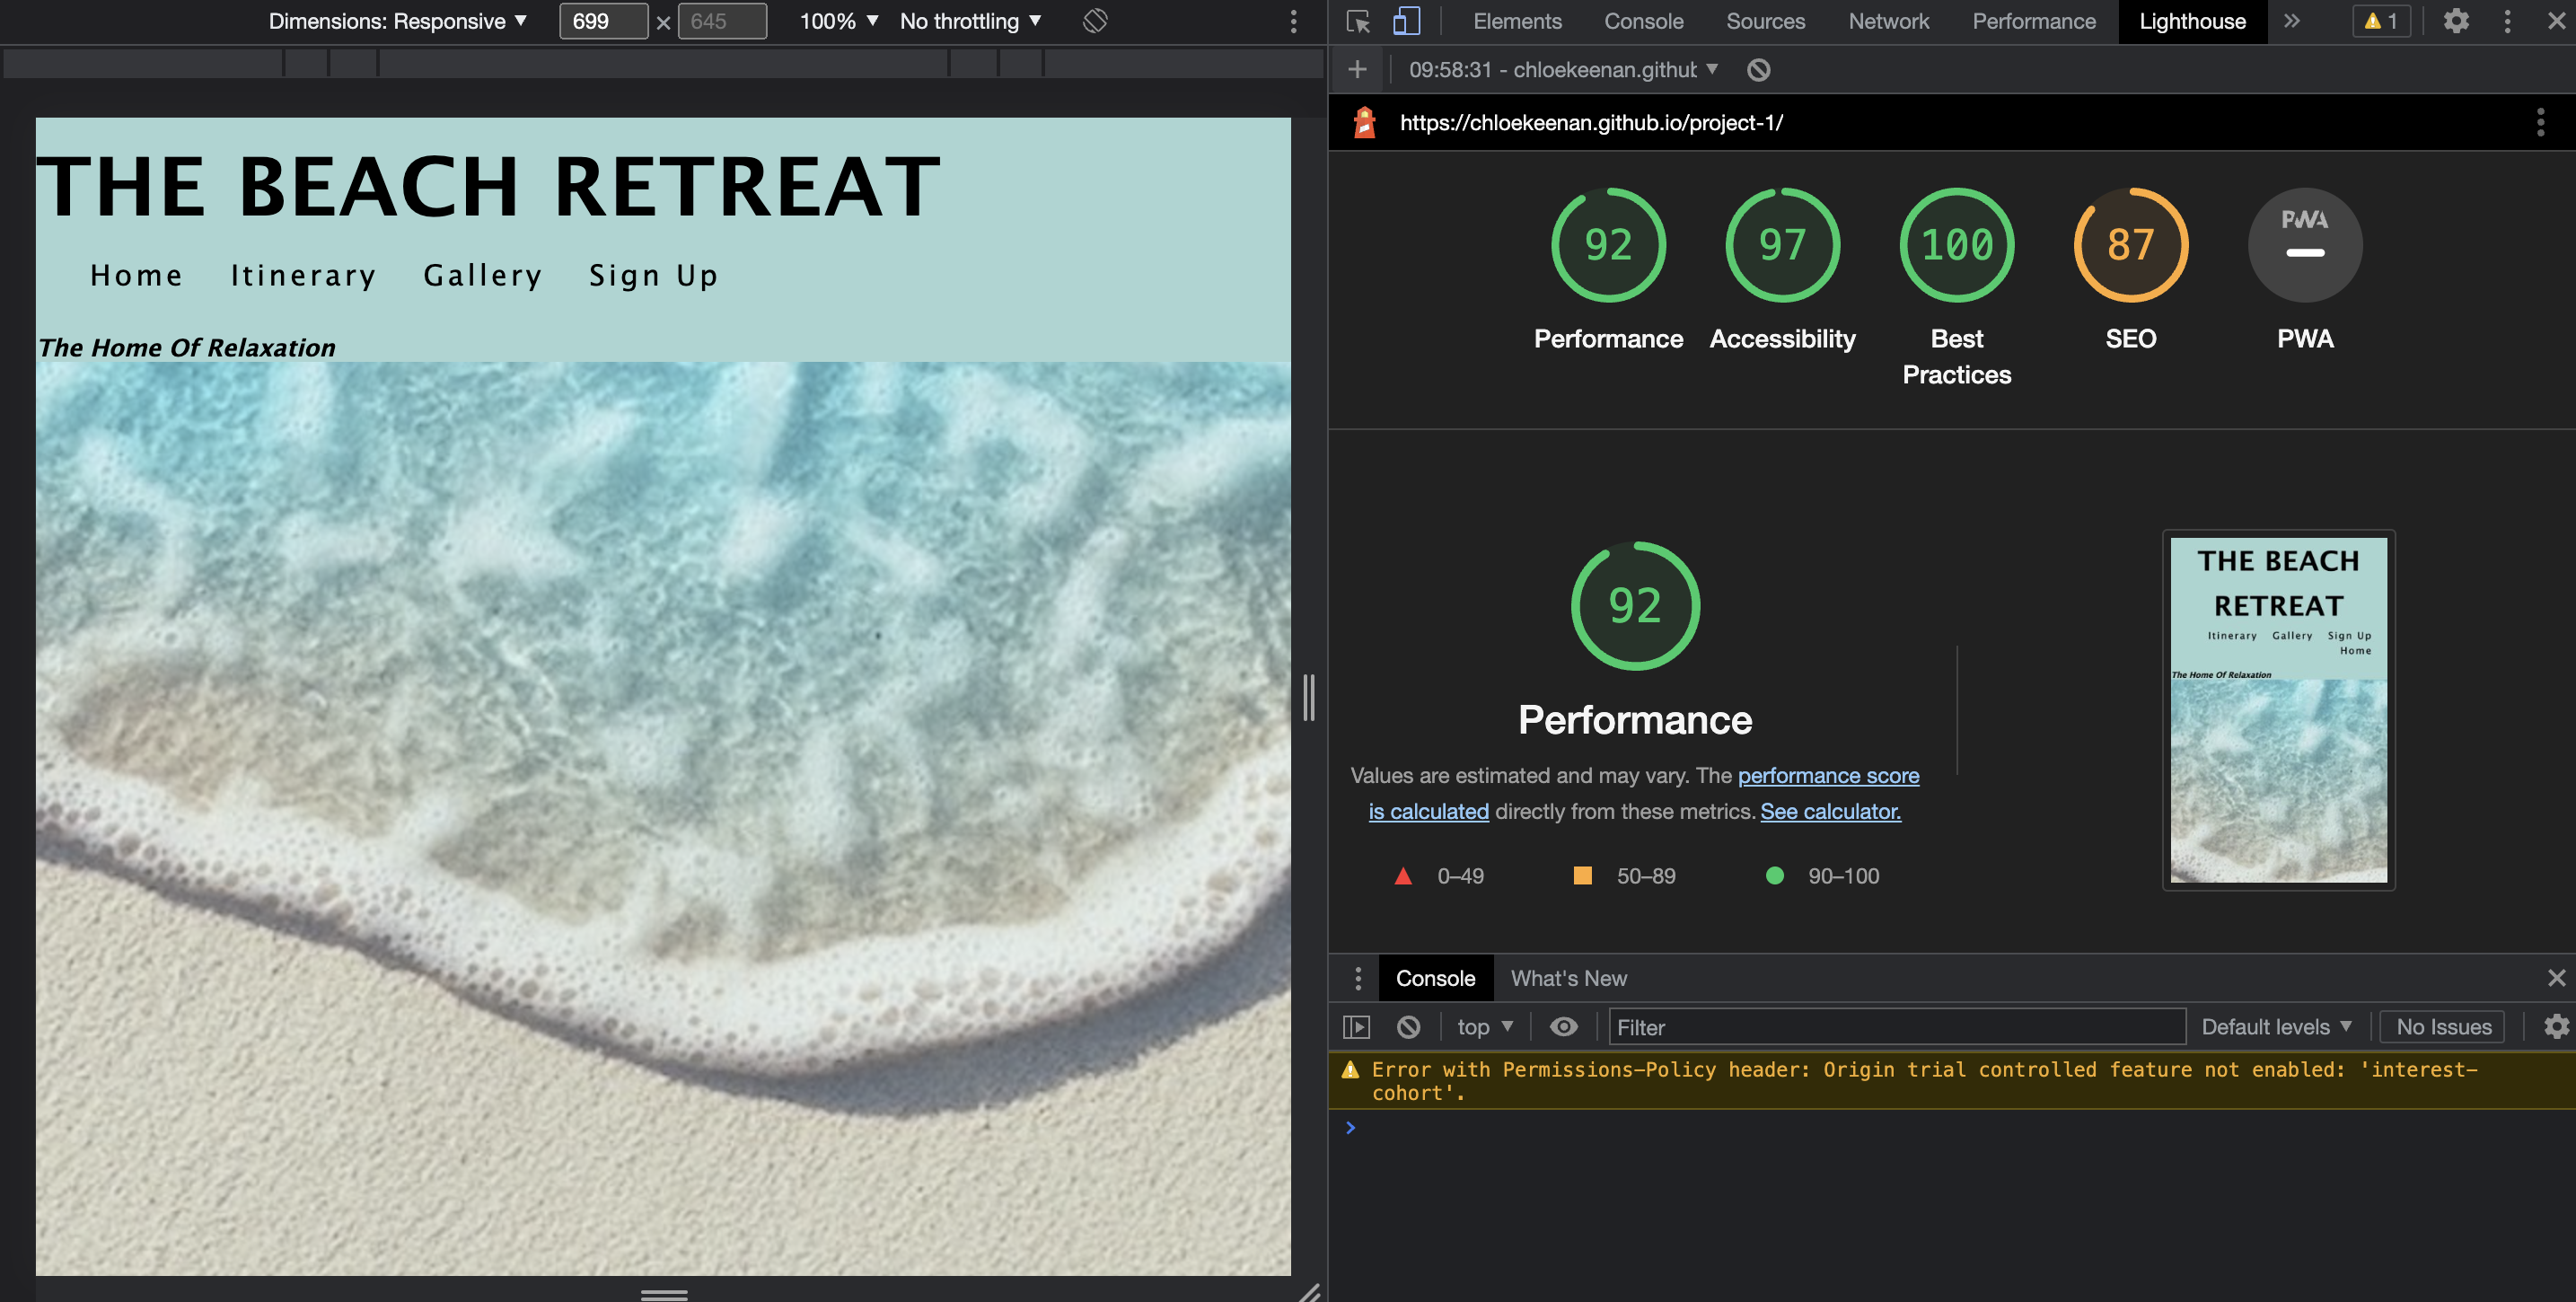 Dimensions: Responsive ▼ 699 × 645 100% ▼ No throttling ▼
THE BEACH RETREAT
Home Itinerary Gallery Sign Up
The Home Of Relaxation
Elements Console Sources Network Performance Lighthouse » 1
+ 09:58:31 - chloekeenan.github ▼
https://chloekeenan.github.io/project-1/
92 97 100 87 PWA
Performance Accessibility Best Practices SEO PWA
92
Performance
Values are estimated and may vary. The performance score
is calculated directly from these metrics. See calculator.
0–49 50–89 90–100
THE BEACH
RETREAT
Itinerary Gallery Sign Up
Home
The Home Of Relaxation
Console What's New
top ▼ Filter Default levels ▼ No Issues
Error with Permissions-Policy header: Origin trial controlled feature not enabled: 'interest-
cohort'.